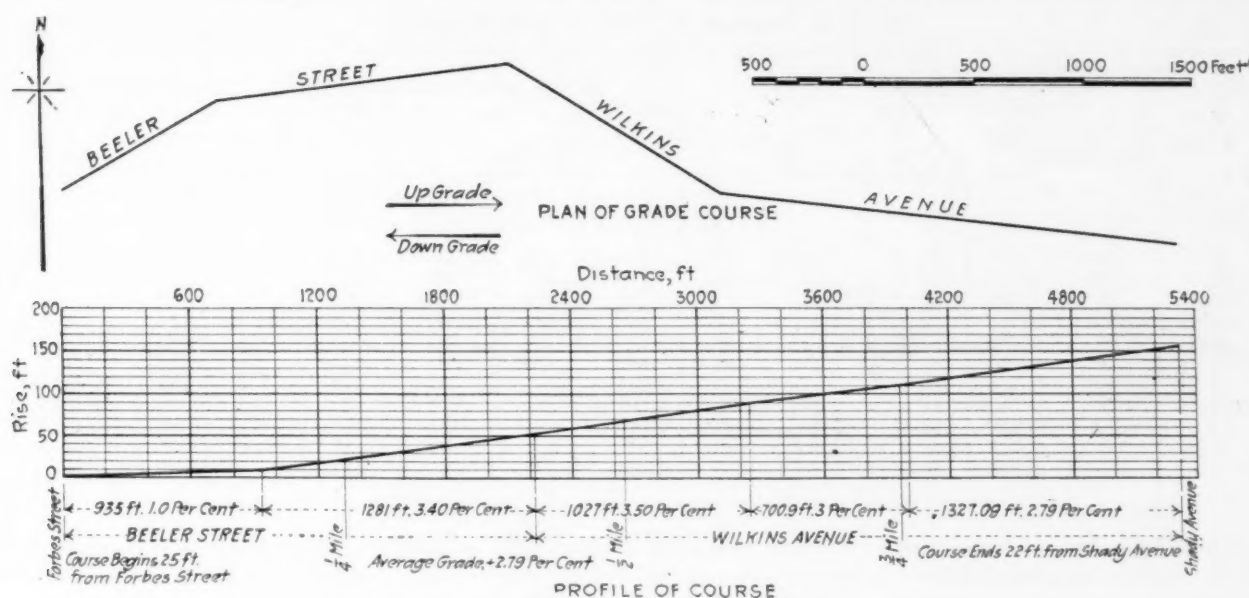 N
500 0 500 1000 1500 Feet
BEELER
STREET
WILKINS
AVENUE
Up Grade
Down Grade
PLAN OF GRADE COURSE
Distance, ft
600 1200 1800 2400 3000 3600 4200 4800 5400
Rise, ft
200
150
100
50
0
935 ft. 1.0 Per Cent
1281 ft. 3.40 Per Cent
1027 ft. 3.50 Per Cent
700.9 ft. 3 Per Cent
1327.09 ft. 2.79 Per Cent
Forbes Street
BEELER STREET
1/4 Mile
1/2 Mile
WILKINS AVENUE
3/4 Mile
Shady Avenue
Course Begins 25 ft.
from Forbes Street
Average Grade, +2.79 Per Cent
Course Ends 22 ft. from Shady Avenue
PROFILE OF COURSE